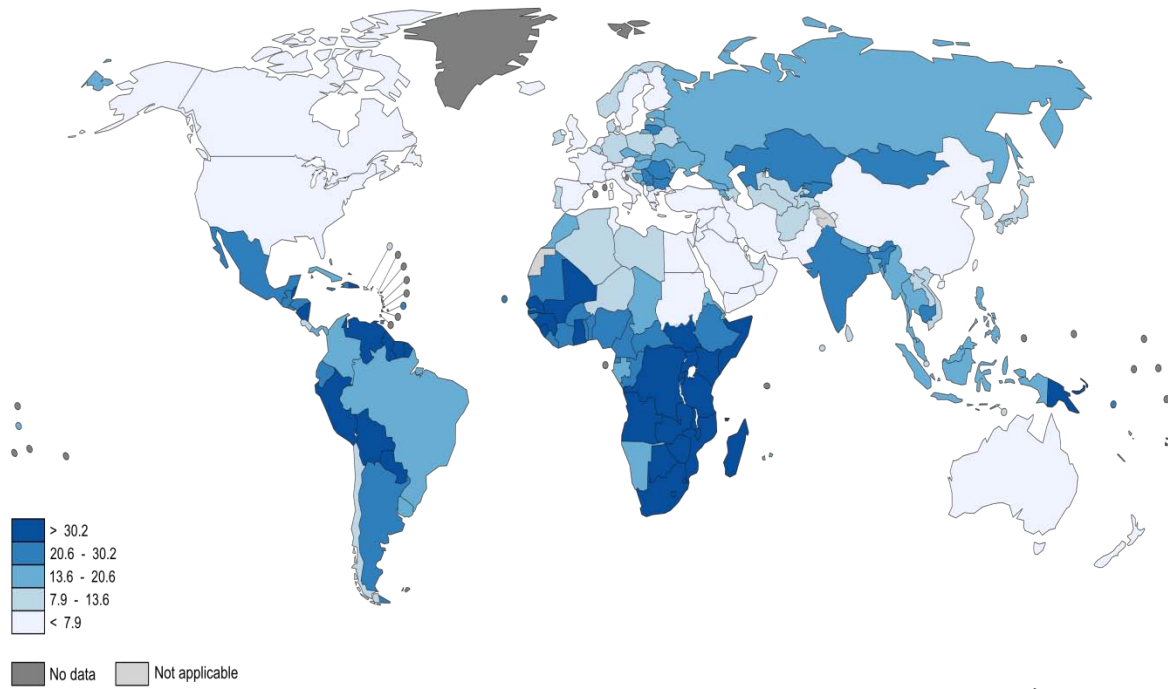 > 30.2
20.6 - 30.2
13.6 - 20.6
7.9 - 13.6
< 7.9
No data
Not applicable